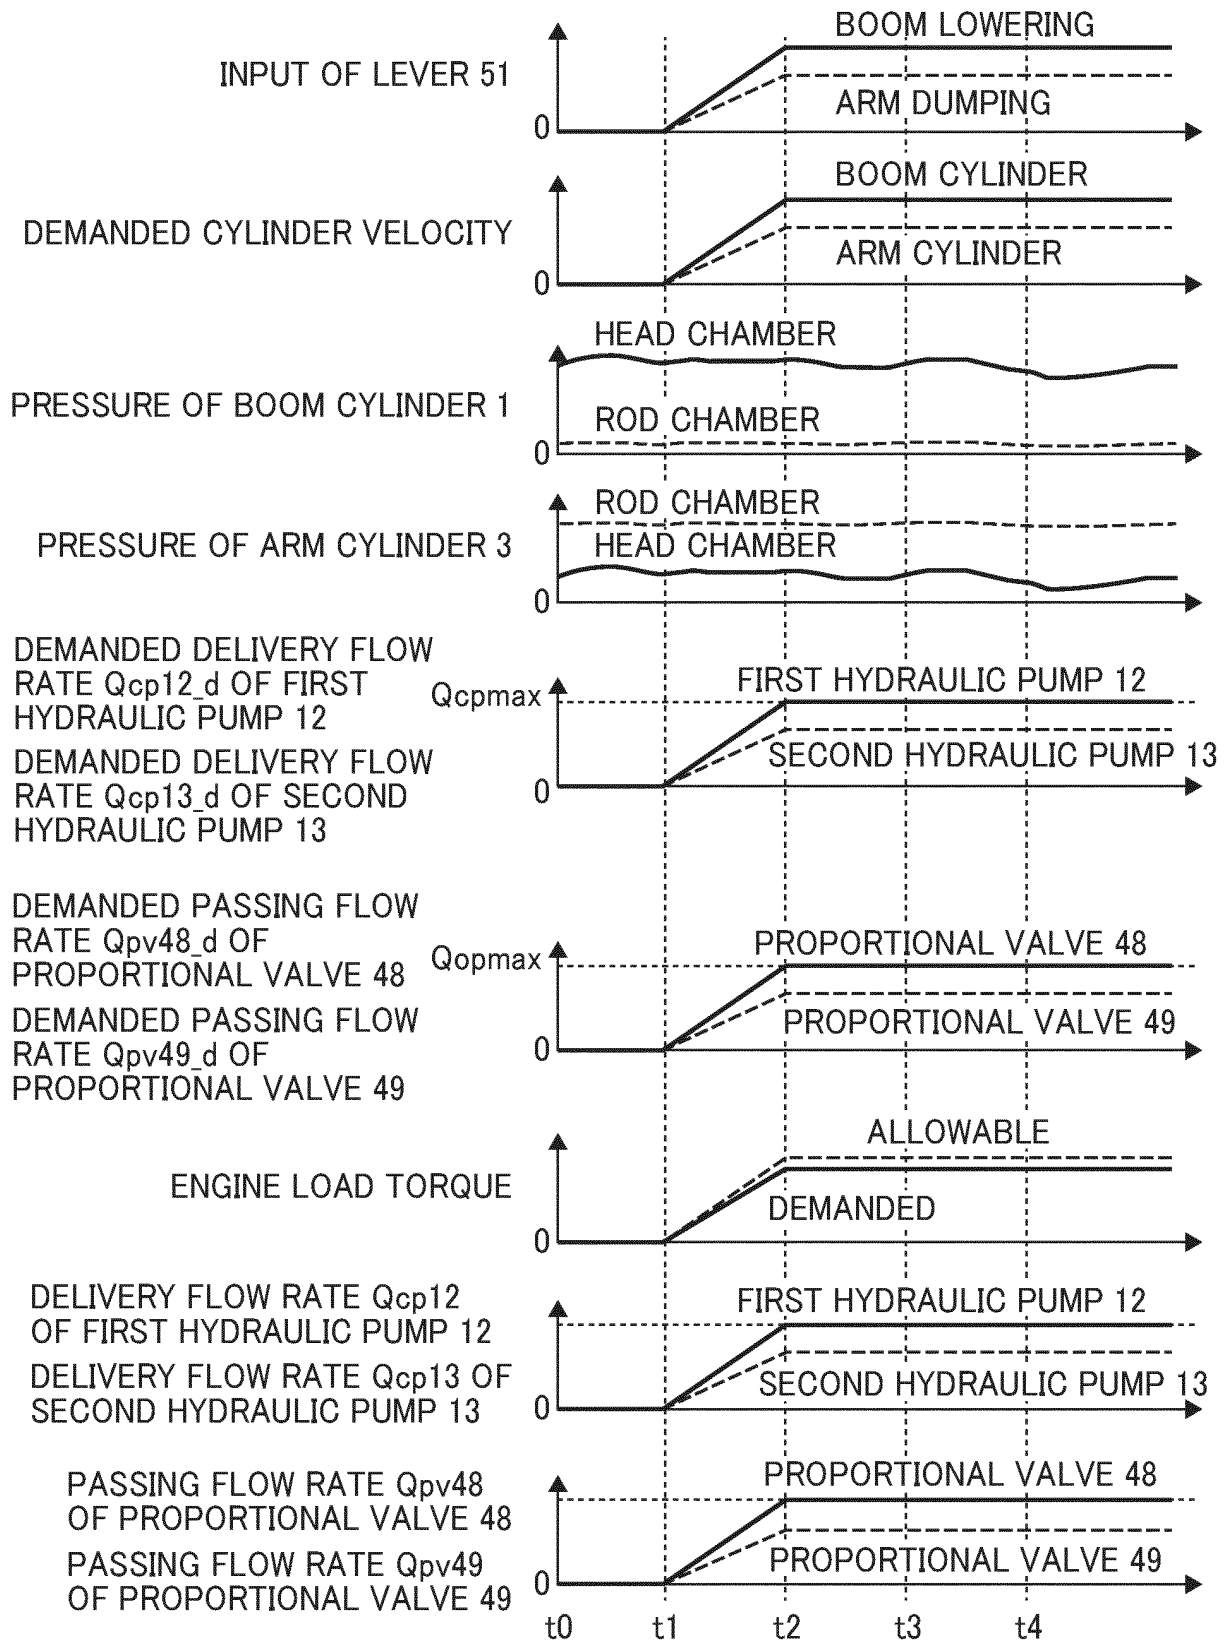 BOOM LOWERING
INPUT OF LEVER 51
ARM DUMPING
0
BOOM CYLINDER
DEMANDED CYLINDER VELOCITY
ARM CYLINDER
0
HEAD CHAMBER
PRESSURE OF BOOM CYLINDER 1
ROD CHAMBER
0
ROD CHAMBER
PRESSURE OF ARM CYLINDER 3
HEAD CHAMBER
0
DEMANDED DELIVERY FLOW
RATE Qcp12_d OF FIRST
HYDRAULIC PUMP 12
Qcpmax
FIRST HYDRAULIC PUMP 12
DEMANDED DELIVERY FLOW
RATE Qcp13_d OF SECOND
HYDRAULIC PUMP 13
SECOND HYDRAULIC PUMP 13
0
DEMANDED PASSING FLOW
RATE Qpv48_d OF
PROPORTIONAL VALVE 48
Qopmax
PROPORTIONAL VALVE 48
DEMANDED PASSING FLOW
RATE Qpv49_d OF
PROPORTIONAL VALVE 49
PROPORTIONAL VALVE 49
0
ALLOWABLE
ENGINE LOAD TORQUE
DEMANDED
0
DELIVERY FLOW RATE Qcp12
OF FIRST HYDRAULIC PUMP 12
FIRST HYDRAULIC PUMP 12
DELIVERY FLOW RATE Qcp13 OF
SECOND HYDRAULIC PUMP 13
SECOND HYDRAULIC PUMP 13
0
PASSING FLOW RATE Qpv48
OF PROPORTIONAL VALVE 48
PROPORTIONAL VALVE 48
PASSING FLOW RATE Qpv49
OF PROPORTIONAL VALVE 49
PROPORTIONAL VALVE 49
0
t0 t1 t2 t3 t4